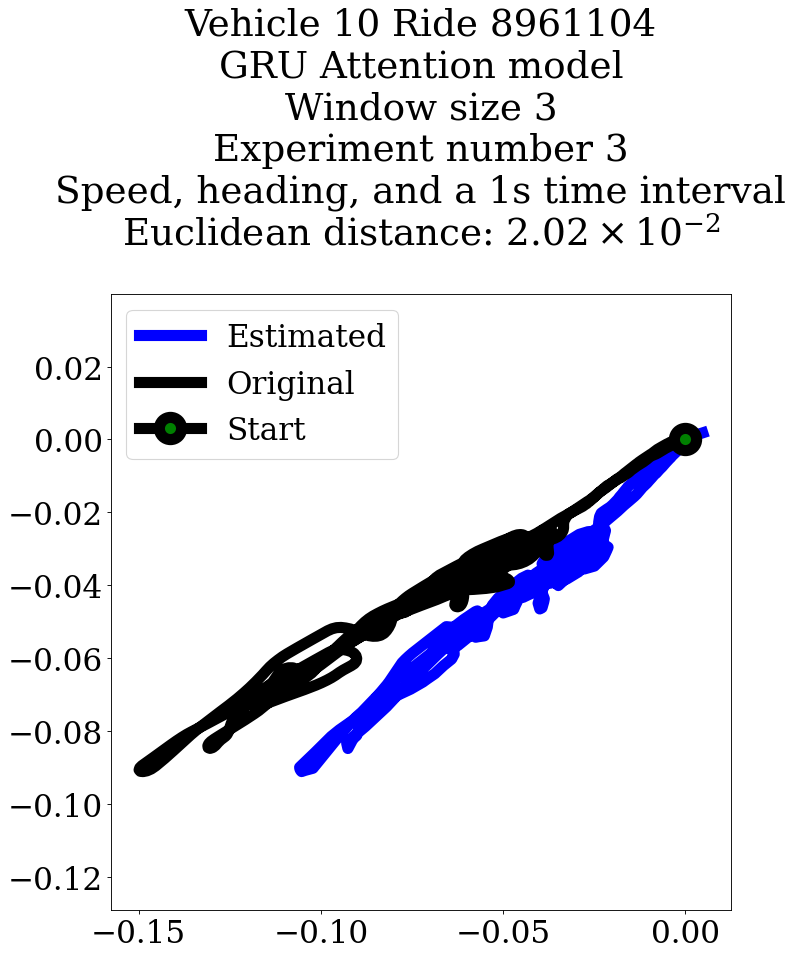 Vehicle 10 Ride 8961104
GRU Attention model
Window size 3
Experiment number 3
Speed, heading, and a 1s time interval
Euclidean distance: 2.02 × 10⁻²
Estimated
Original
Start
0.02
0.00
−0.02
−0.04
−0.06
−0.08
−0.10
−0.12
−0.15 −0.10 −0.05 0.00